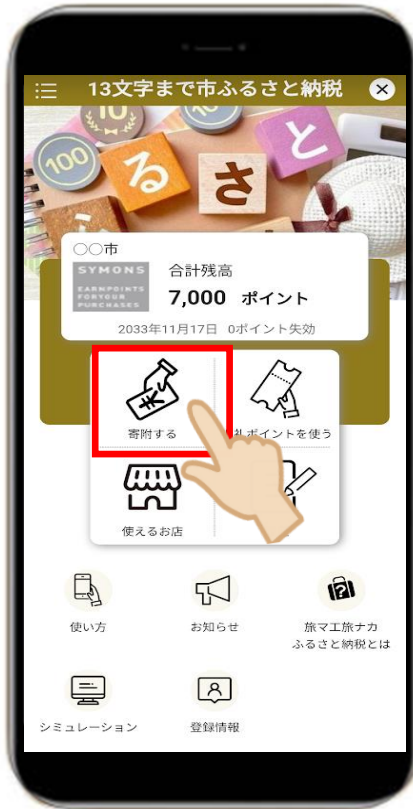 13文字まで市ふるさと納税
10
100
る
さ
と
〇〇市
SYMONS
EARNPOINTS
FORYOUR
PURCHASES
合計残高
7,000 ポイント
2033年11月17日 0ポイント失効
寄附する
礼ポイントを使う
使えるお店
使い方
お知らせ
旅マエ旅ナカ
ふるさと納税とは
シミュレーション
登録情報